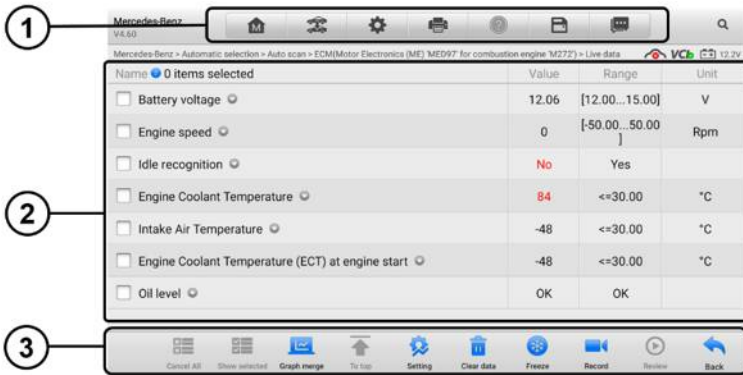 Mercedes-Benz
V4.60
1
M
Mercedes-Benz > Automatic selection > Auto scan > ECM(Motor Electronics (ME) 'MED97' for combustion engine 'M272') > Live data VCb 12.2V
Name 0 items selected Value Range Unit
Battery voltage 12.06 [12.00...15.00] V
Engine speed 0 [-50.00...50.00
] Rpm
Idle recognition No Yes
2
Engine Coolant Temperature 84 <=30.00 °C
Intake Air Temperature -48 <=30.00 °C
Engine Coolant Temperature (ECT) at engine start -48 <=30.00 °C
Oil level OK OK
3
Cancel All Show selected Graph merge To top Setting Clear data Freeze Record Review Back